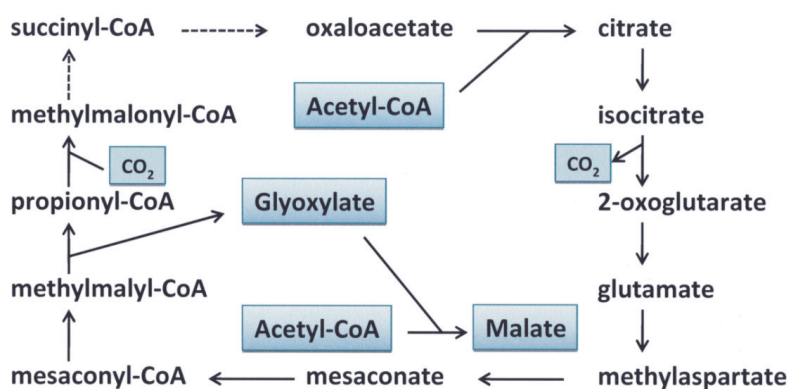 succinyl-CoA oxaloacetate citrate
Acetyl-CoA
methylmalonyl-CoA isocitrate
CO2 CO2
propionyl-CoA Glyoxylate 2-oxoglutarate
methylmalyl-CoA glutamate
Acetyl-CoA Malate
mesaconyl-CoA mesaconate methylaspartate